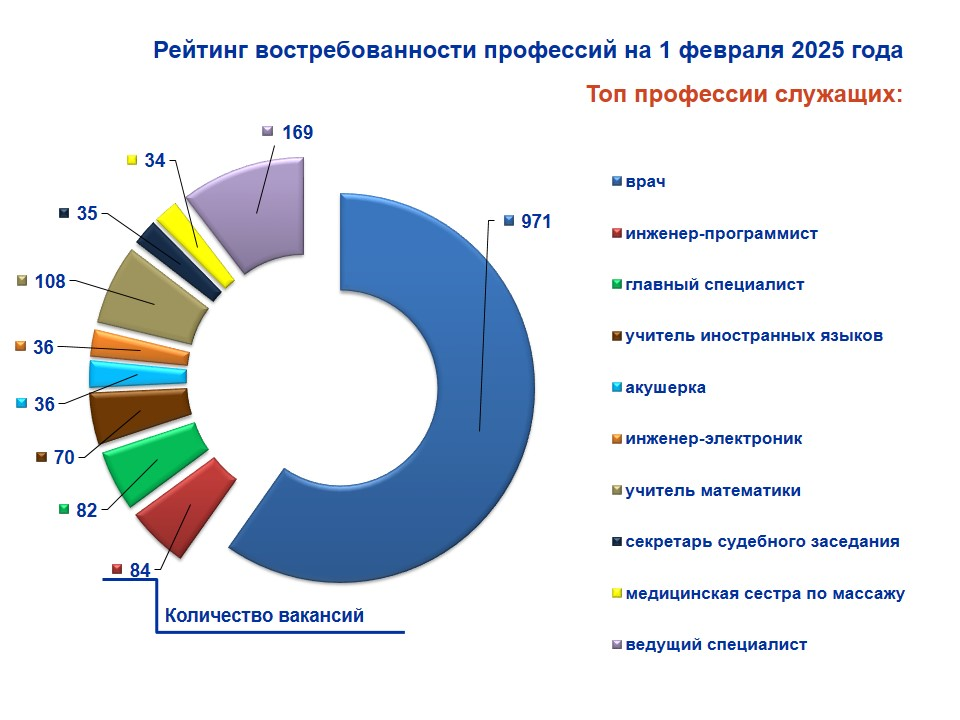 Рейтинг востребованности профессий на 1 февраля 2025 года
Топ профессии служащих:
169
34
35
108
36
36
70
82
84
971
Количество вакансий
врач
инженер-программист
главный специалист
учитель иностранных языков
акушерка
инженер-электроник
учитель математики
секретарь судебного заседания
медицинская сестра по массажу
ведущий специалист